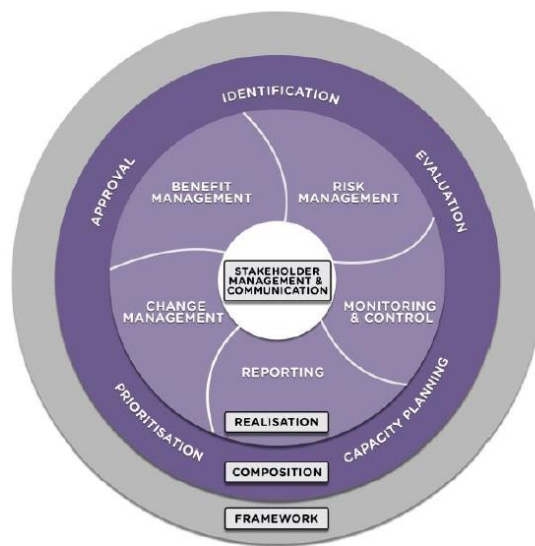 IDENTIFICATION
APPROVAL
EVALUATION
BENEFIT
MANAGEMENT
RISK
MANAGEMENT
STAKEHOLDER
MANAGEMENT &
COMMUNICATION
CHANGE
MANAGEMENT
MONITORING
& CONTROL
REPORTING
PRIORITISATION
CAPACITY PLANNING
REALISATION
COMPOSITION
FRAMEWORK